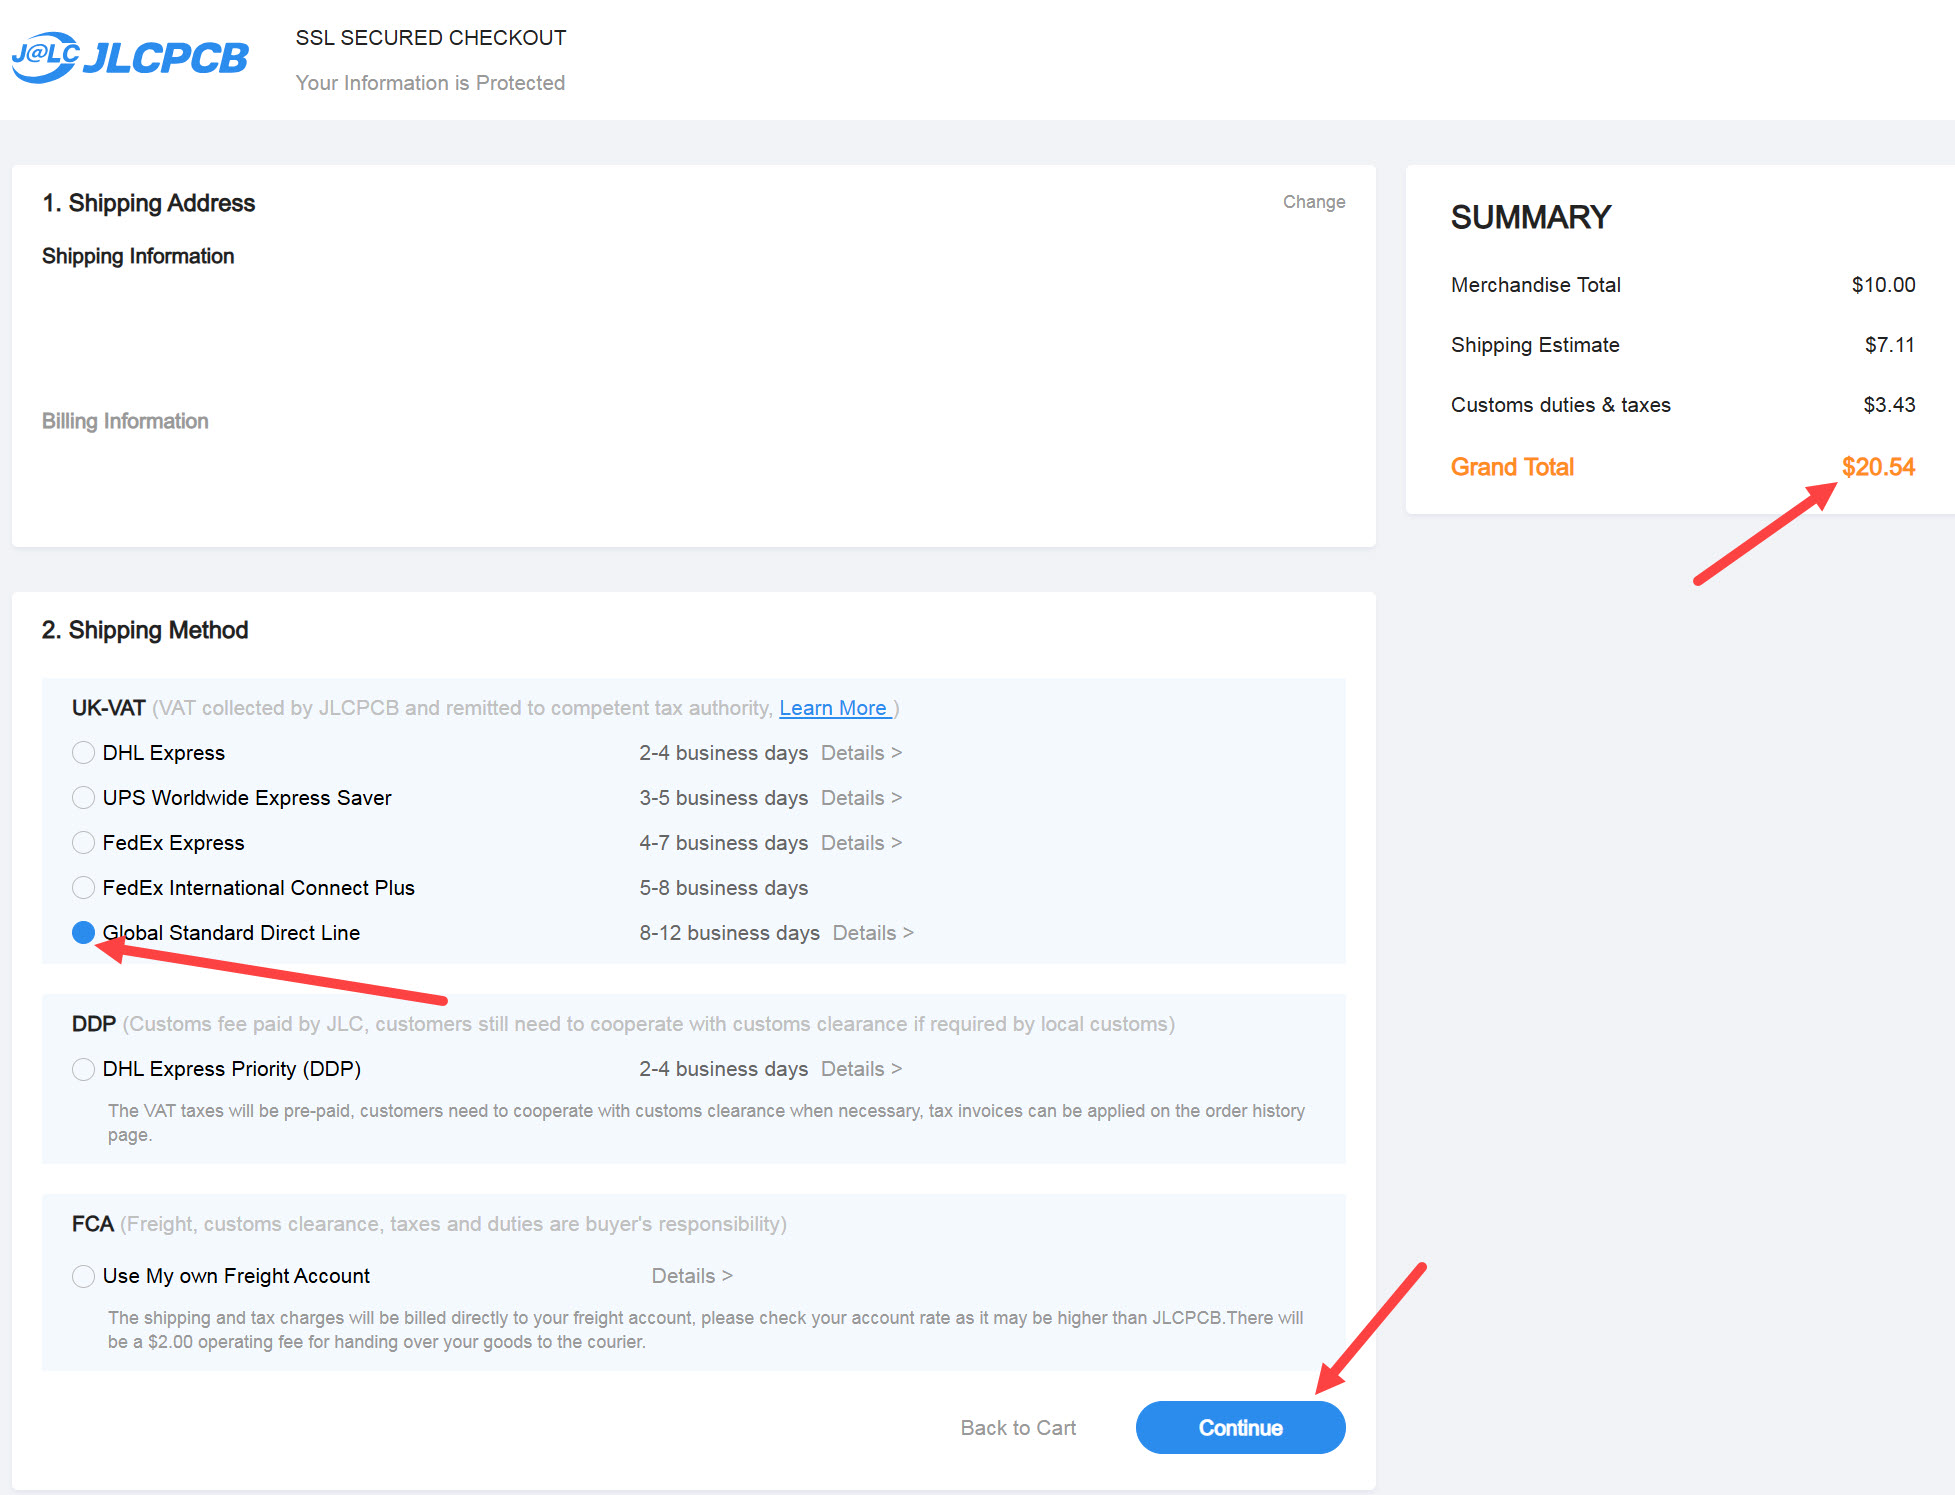 J@LC JLCPCB
SSL SECURED CHECKOUT
Your Information is Protected
1. Shipping Address
Change
Shipping Information
Billing Information
SUMMARY
Merchandise Total $10.00
Shipping Estimate $7.11
Customs duties & taxes $3.43
Grand Total $20.54
2. Shipping Method
UK-VAT (VAT collected by JLCPCB and remitted to competent tax authority, Learn More )
DHL Express 2-4 business days Details >
UPS Worldwide Express Saver 3-5 business days Details >
FedEx Express 4-7 business days Details >
FedEx International Connect Plus 5-8 business days
Global Standard Direct Line 8-12 business days Details >
DDP (Customs fee paid by JLC, customers still need to cooperate with customs clearance if required by local customs)
DHL Express Priority (DDP) 2-4 business days Details >
The VAT taxes will be pre-paid, customers need to cooperate with customs clearance when necessary, tax invoices can be applied on the order history
page.
FCA (Freight, customs clearance, taxes and duties are buyer's responsibility)
Use My own Freight Account Details >
The shipping and tax charges will be billed directly to your freight account, please check your account rate as it may be higher than JLCPCB.There will
be a $2.00 operating fee for handing over your goods to the courier.
Back to Cart
Continue